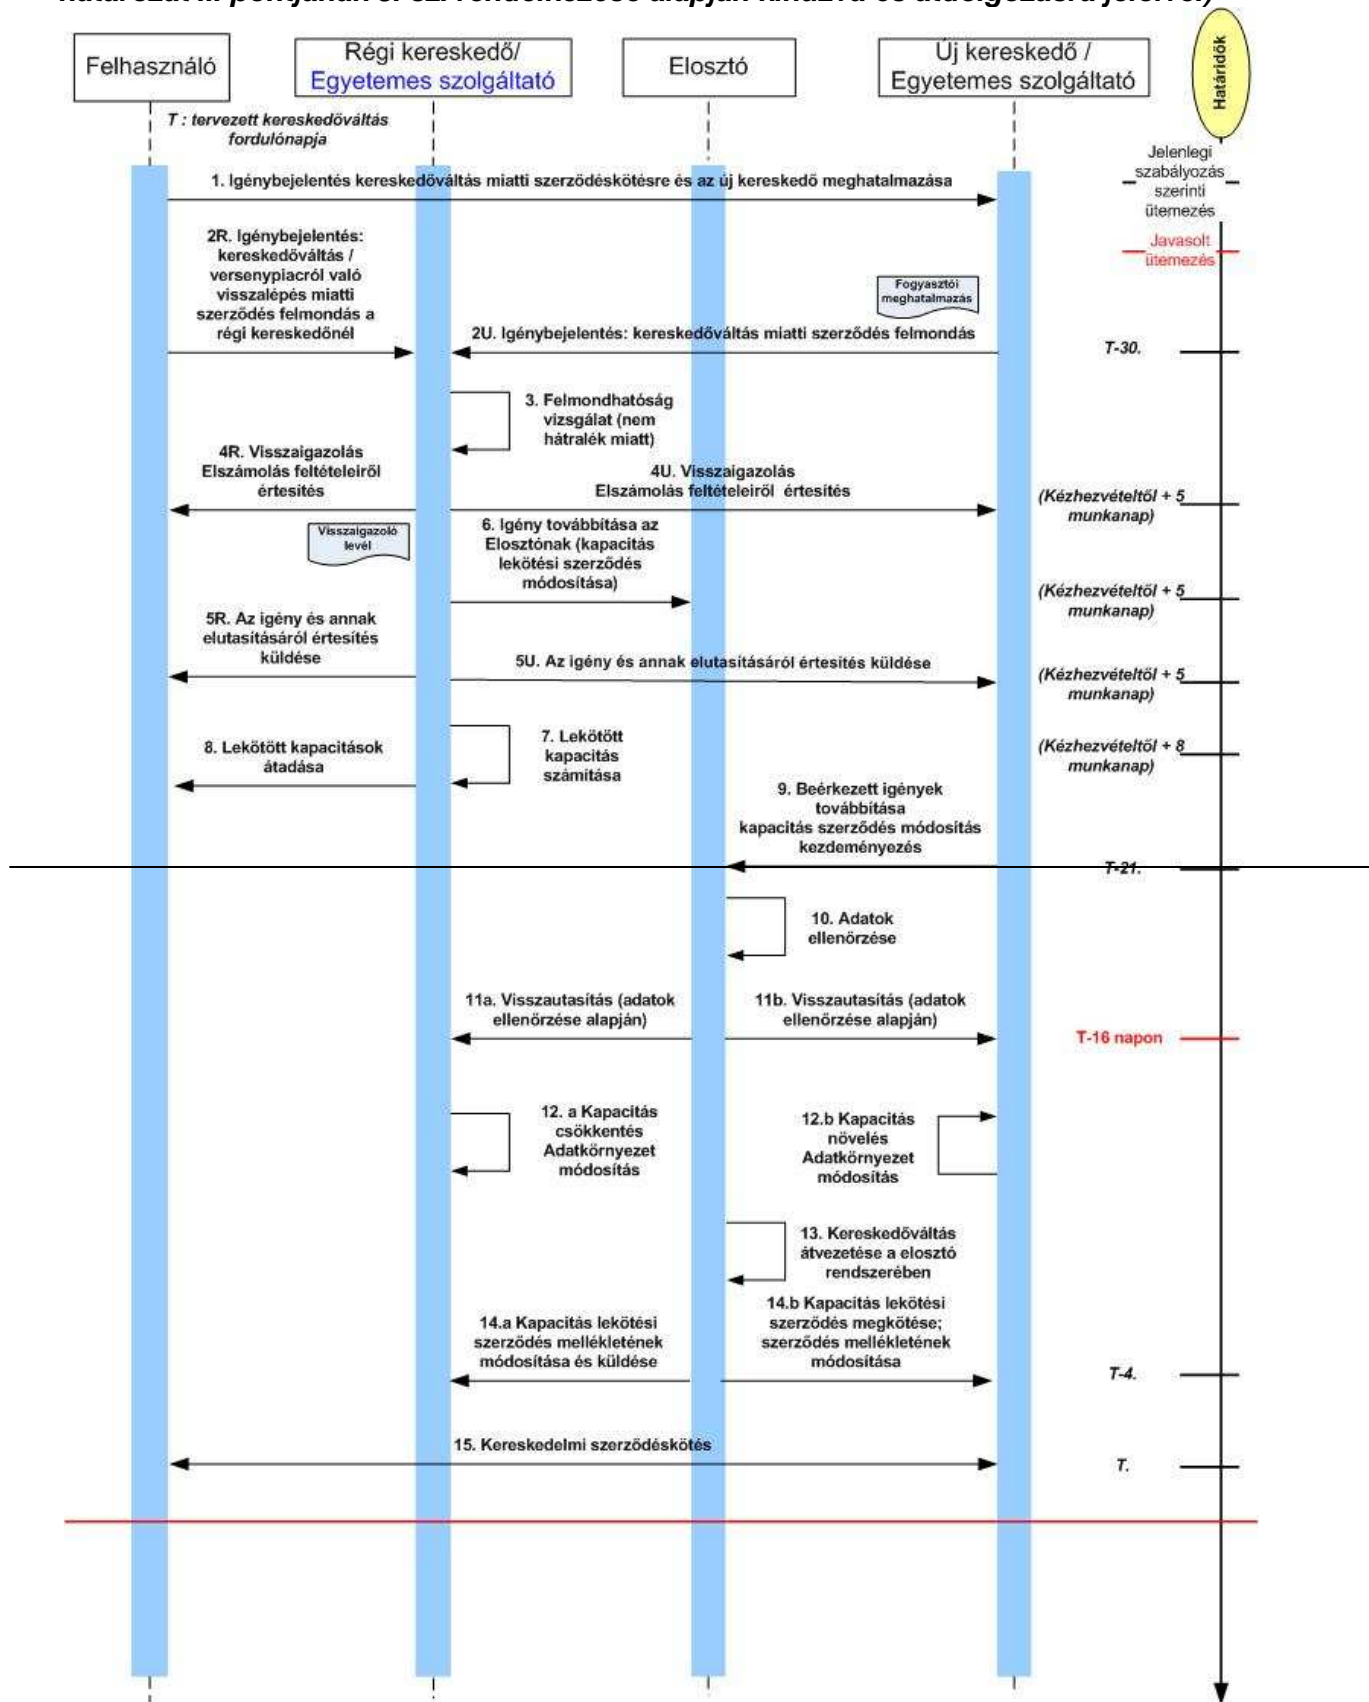 Felhasználó
Régi kereskedő/
Egyetemes szolgáltató
Elosztó
Új kereskedő /
Egyetemes szolgáltató
Határidők
T : tervezett kereskedőváltás
fordulónapja
Jelenlegi
szabályozás
szerinti
ütemezés
1. Igénybejelentés kereskedőváltás miatti szerződéskötésre és az új kereskedő meghatalmazása
Javasolt
ütemezés
2R. Igénybejelentés:
kereskedőváltás /
versenypiacról való
visszalépés miatti
szerződés felmondás a
régi kereskedőnél
Fogyasztói
meghatalmazás
2U. Igénybejelentés: kereskedőváltás miatti szerződés felmondás
T-30.
3. Felmondhatóság
vizsgálat (nem
hátralék miatt)
4R. Visszaigazolás
Elszámolás feltételeiről
értesítés
4U. Visszaigazolás
Elszámolás feltételeiről értesítés
(Kézhezvételtől + 5
munkanap)
Visszaigazoló
levél
6. Igény továbbítása az
Elosztónak (kapacitás
lekötési szerződés
módosítása)
(Kézhezvételtől + 5
munkanap)
5R. Az igény és annak
elutasításáról értesítés
küldése
5U. Az igény és annak elutasításáról értesítés küldése
(Kézhezvételtől + 5
munkanap)
8. Lekötött kapacitások
átadása
7. Lekötött
kapacitás
számítása
(Kézhezvételtől + 8
munkanap)
9. Beérkezett igények
továbbítása
kapacitás szerződés módosítás
kezdeményezés
T-21.
10. Adatok
ellenőrzése
11a. Visszautasítás (adatok
ellenőrzése alapján)
11b. Visszautasítás (adatok
ellenőrzése alapján)
T-16 napon
12. a Kapacitás
csökkentés
Adatkörnyezet
módosítás
12.b Kapacitás
növelés
Adatkörnyezet
módosítás
13. Kereskedőváltás
átvezetése a elosztó
rendszerében
14.a Kapacitás lekötési
szerződés mellékletének
módosítása és küldése
14.b Kapacitás lekötési
szerződés megkötése;
szerződés mellékletének
módosítása
T-4.
15. Kereskedelmi szerződéskötés
T.